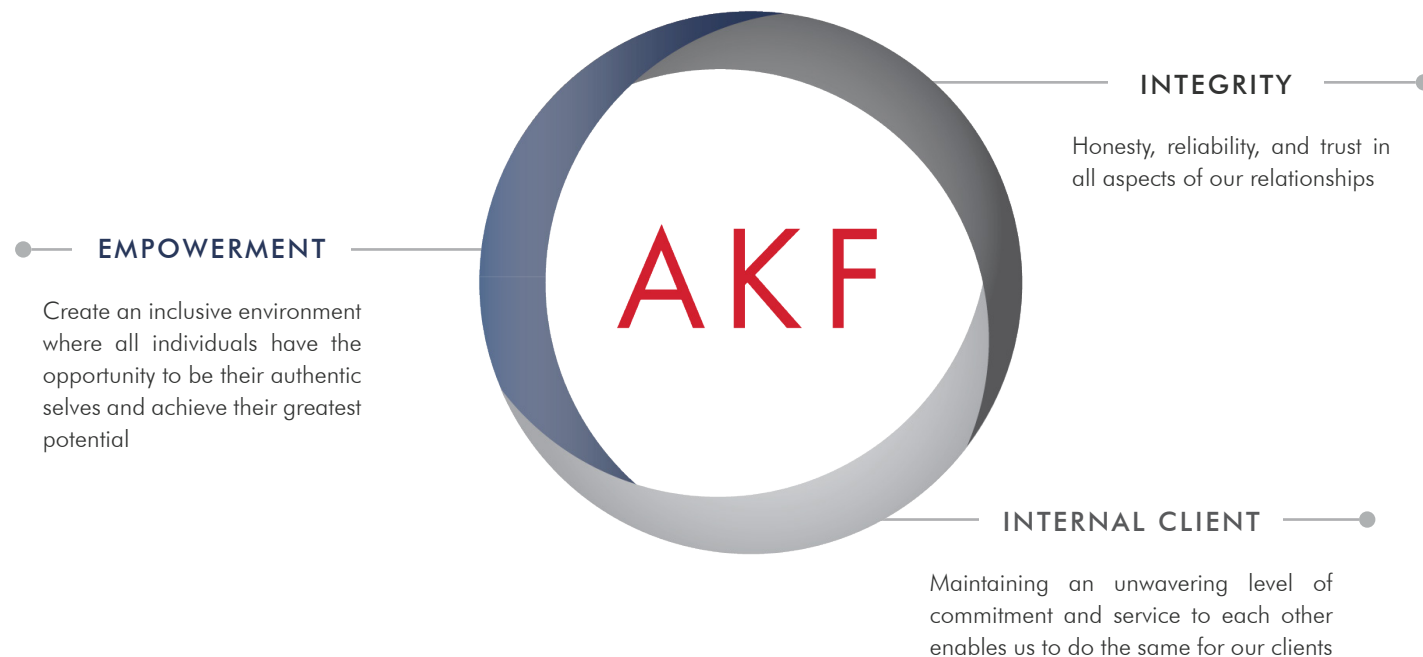 INTEGRITY
Honesty, reliability, and trust in
all aspects of our relationships
EMPOWERMENT
Create an inclusive environment
where all individuals have the
opportunity to be their authentic
selves and achieve their greatest
potential
AKF
INTERNAL CLIENT
Maintaining an unwavering level of
commitment and service to each other
enables us to do the same for our clients